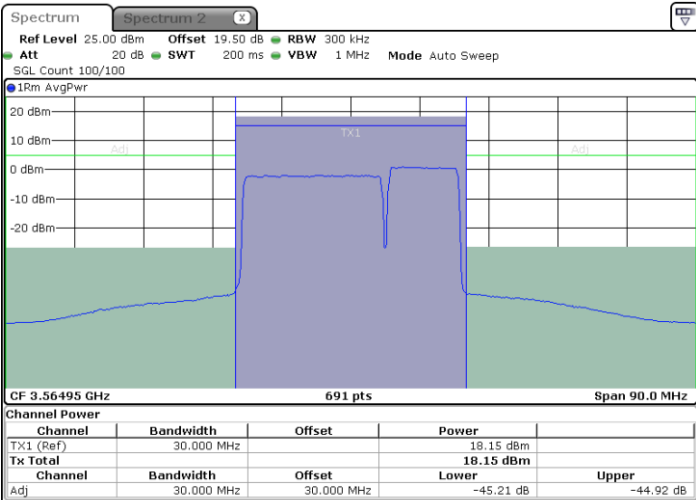 Spectrum Spectrum 2 X
Ref Level 25.00 dBm Offset 19.50 dB RBW 300 kHz
Att 20 dB SWT 200 ms VBW 1 MHz Mode Auto Sweep
SGL Count 100/100
1Rm AvgPwr
20 dBm
TX1
10 dBm
Adj Adj
0 dBm
-10 dBm
-20 dBm
CF 3.56495 GHz 691 pts Span 90.0 MHz
Channel Power
Channel Bandwidth Offset Power
TX1 (Ref) 30.000 MHz 18.15 dBm
Tx Total 18.15 dBm
Channel Bandwidth Offset Lower Upper
Adj 30.000 MHz 30.000 MHz -45.21 dB -44.92 dB